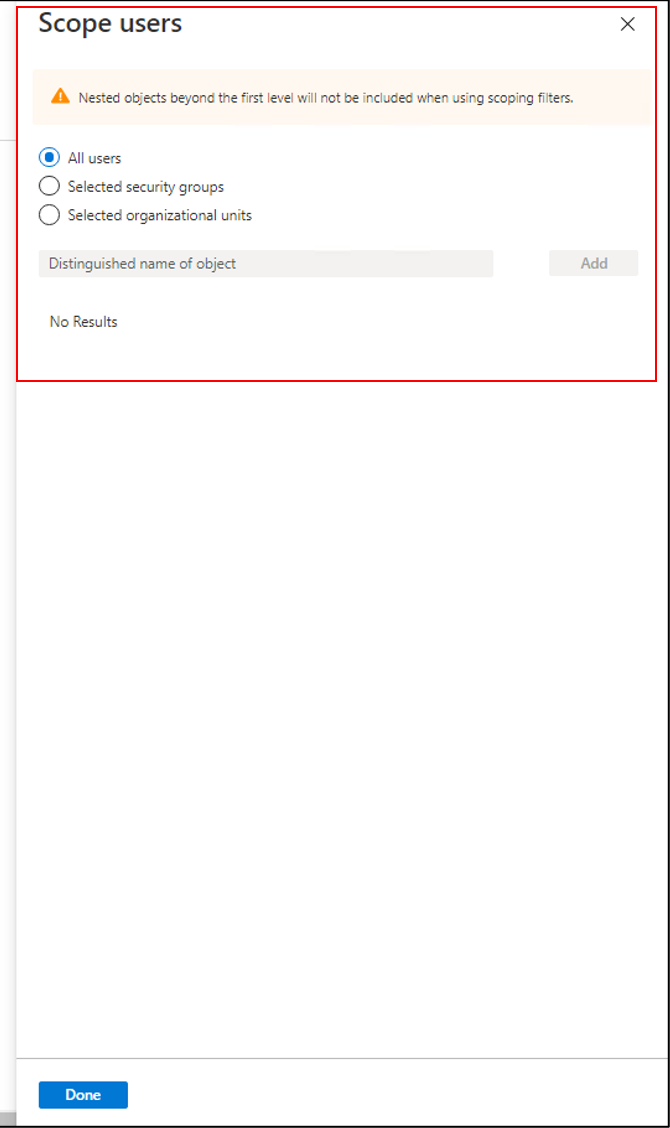 Scope users
Nested objects beyond the first level will not be included when using scoping filters.
All users
Selected security groups
Selected organizational units
Distinguished name of object
Add
No Results
Done